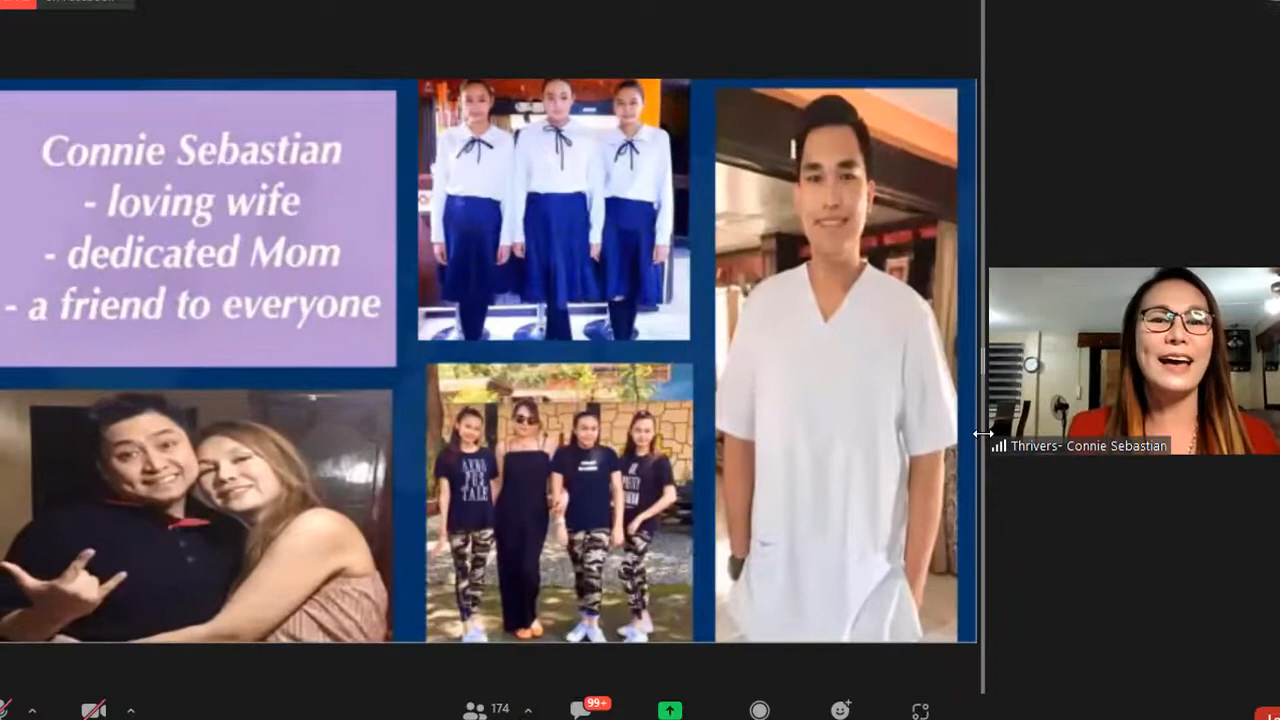 Connie Sebastian
- loving wife
- dedicated Mom
- a friend to everyone
Thrivers- Connie Sebastian
174
99+